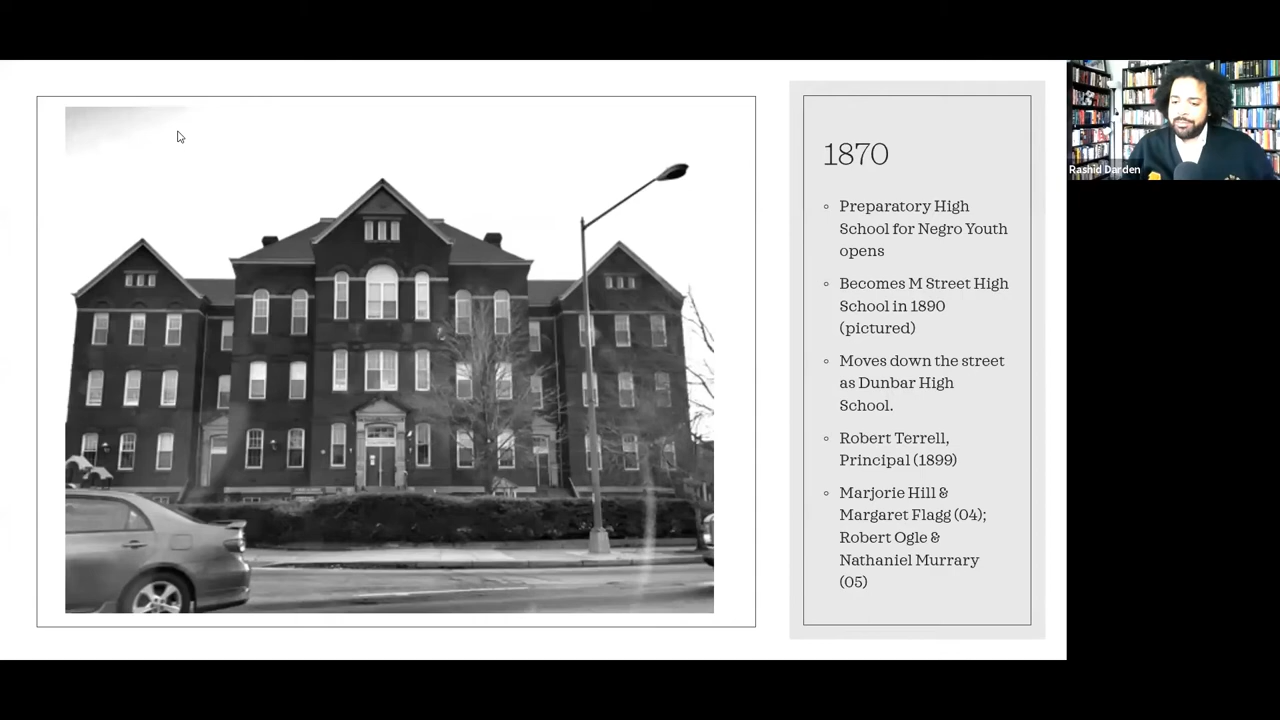 1870
Preparatory High
School for Negro Youth
opens
Becomes M Street High
School in 1890
(pictured)
Moves down the street
as Dunbar High
School.
Robert Terrell,
Principal (1899)
Marjorie Hill &
Margaret Flagg (04);
Robert Ogle &
Nathaniel Murrary
(05)
Rashid Darden